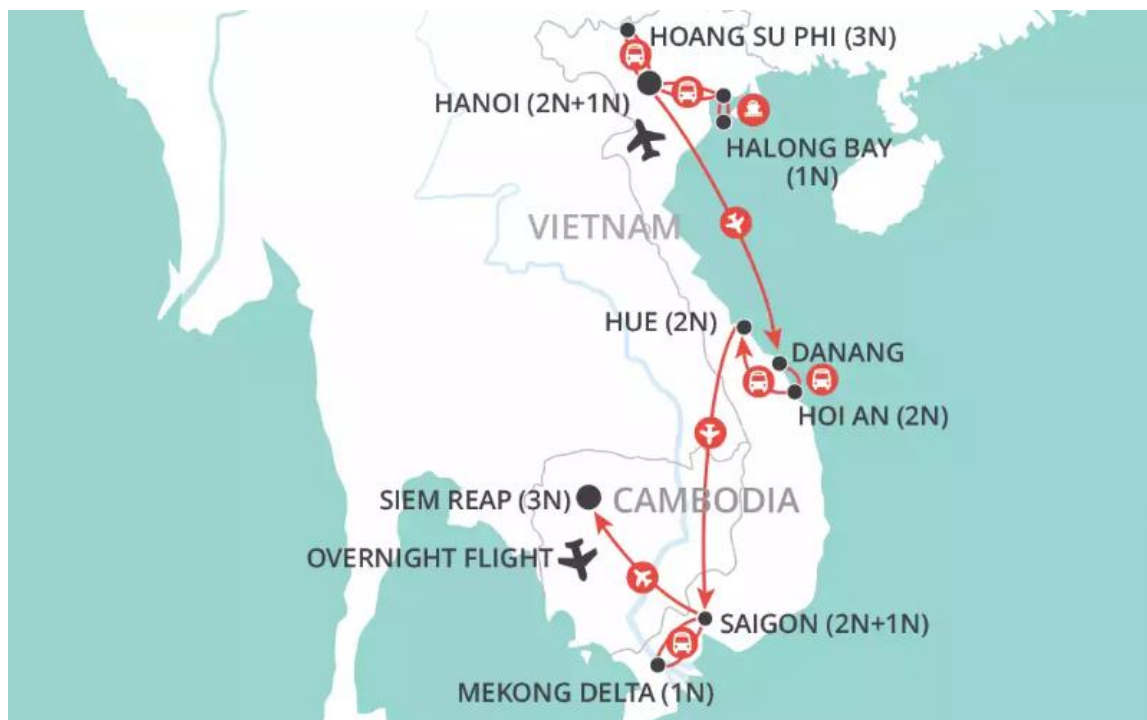 HOANG SU PHI (3N)
HANOI (2N+1N)
HALONG BAY
(1N)
VIETNAM
HUE (2N)
DANANG
HOI AN (2N)
SIEM REAP (3N)
CAMBODIA
OVERNIGHT FLIGHT
SAIGON (2N+1N)
MEKONG DELTA (1N)